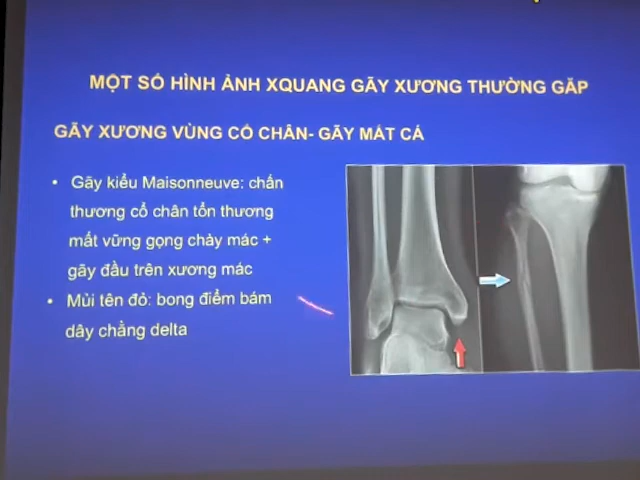 MỘT SỐ HÌNH ẢNH XQUANG GÃY XƯƠNG THƯỜNG GẶP
GÃY XƯƠNG VÙNG CỔ CHÂN- GÃY MẮT CÁ
• Gãy kiểu Maisonneuve: chấn
thương cổ chân tổn thương
mất vững gọng chày mác +
gãy đầu trên xương mác
• Mủi tên đỏ: bong điểm bám
dây chằng delta